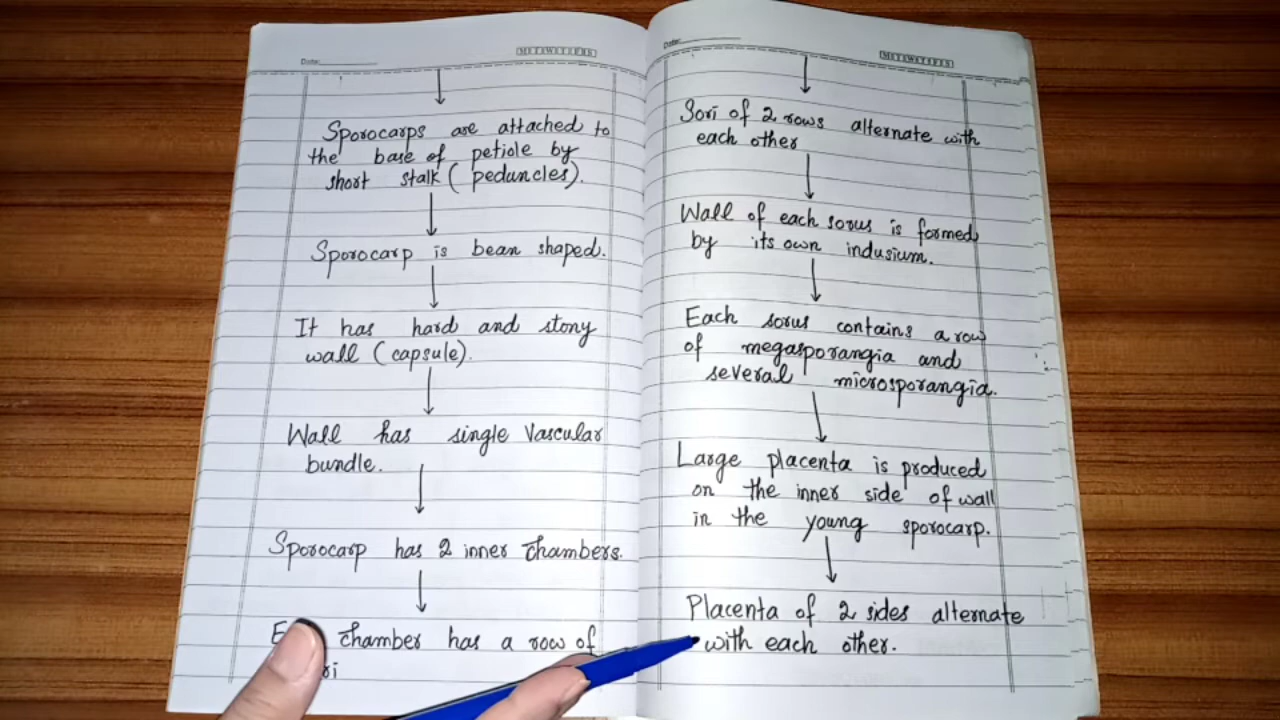 Date:
Sporocarps are attached to
the base of petiole by
short stalk (peduncles).
Sporocarp is bean shaped.
It has hard and stony
wall (capsule).
Wall has single vascular
bundle.
Sporocarp has 2 inner chambers.
chamber has a row of
Date:
Sori of 2 rows alternate with
each other
Wall of each sorus is formed
by its own indusium.
Each sorus contains a row
of megasporangia and
several microsporangia.
Large placenta is produced
on the inner side of wall
in the young sporocarp.
Placenta of 2 sides alternate
with each other.